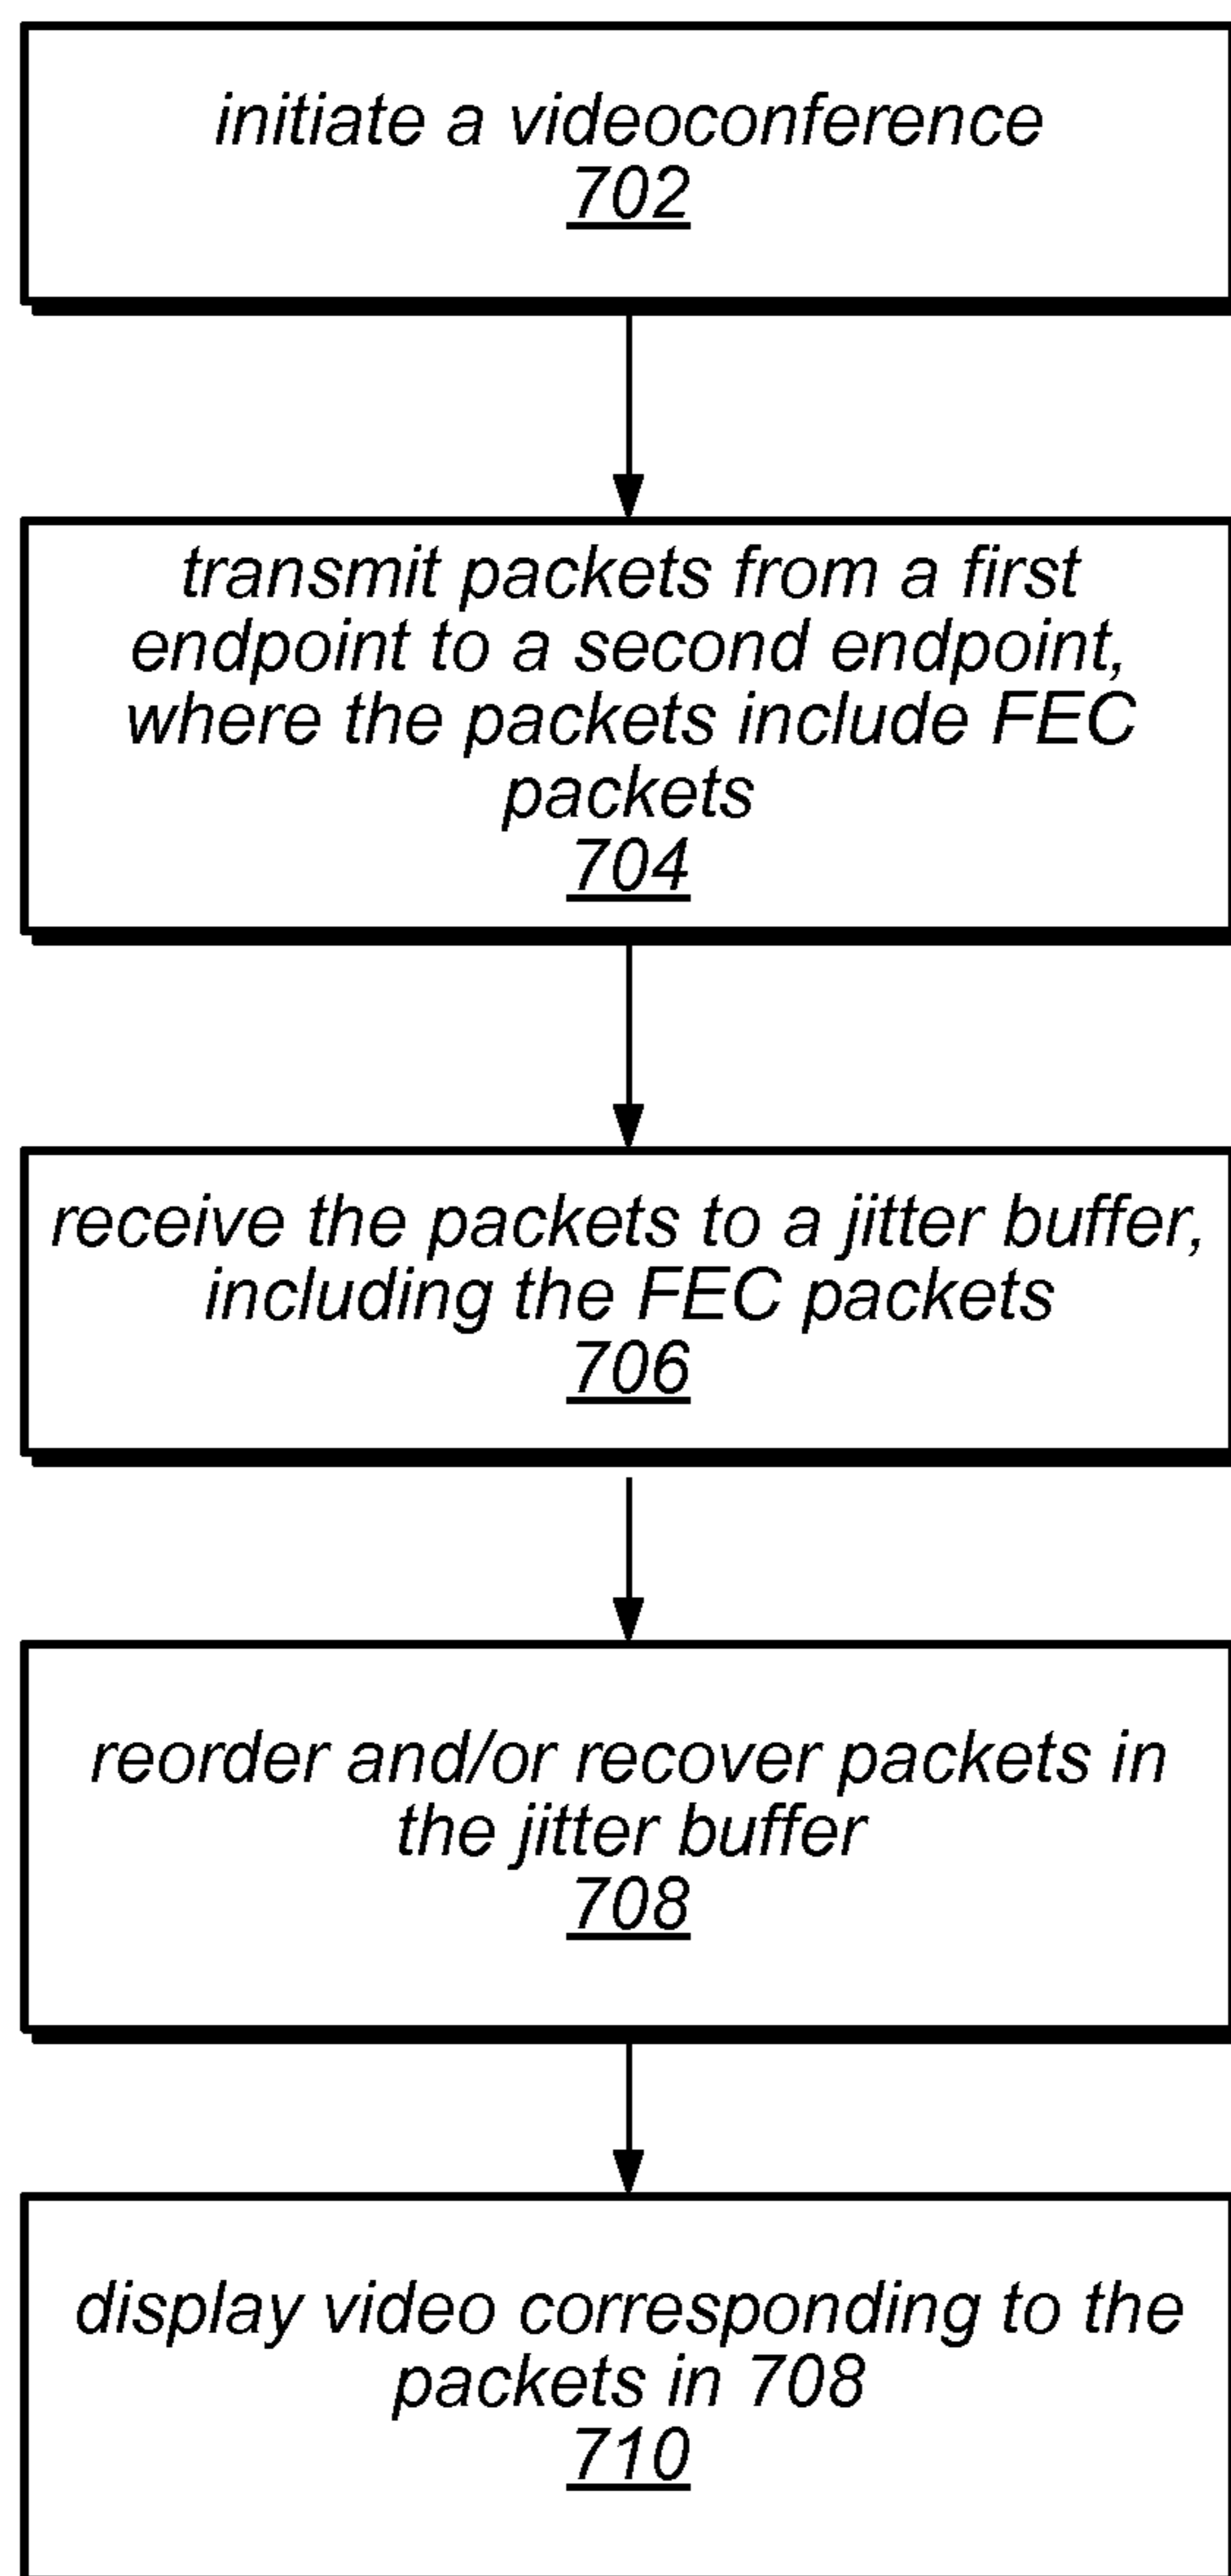 initiate a videoconference
702
transmit packets from a first
endpoint to a second endpoint,
where the packets include FEC
packets
704
receive the packets to a jitter buffer,
including the FEC packets
706
reorder and/or recover packets in
the jitter buffer
708
display video corresponding to the
packets in 708
710